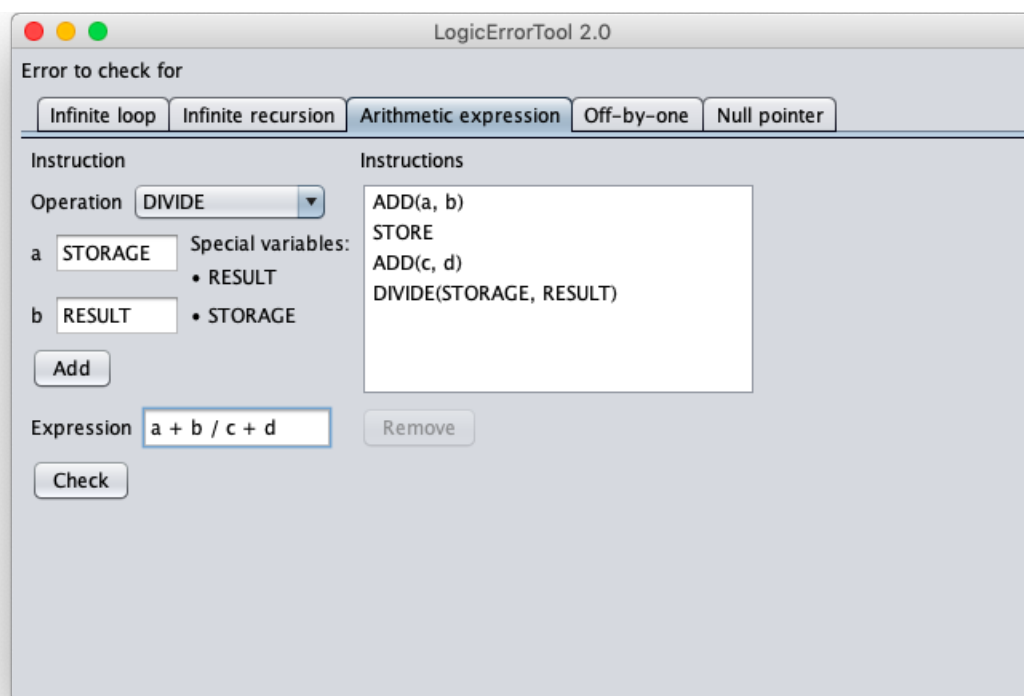 LogicErrorTool 2.0
Error to check for
Infinite loop Infinite recursion Arithmetic expression Off-by-one Null pointer
Instruction
Operation DIVIDE
a STORAGE
Special variables:
• RESULT
b RESULT
• STORAGE
Add
Expression a + b / c + d
Check
Instructions
ADD(a, b)
STORE
ADD(c, d)
DIVIDE(STORAGE, RESULT)
Remove